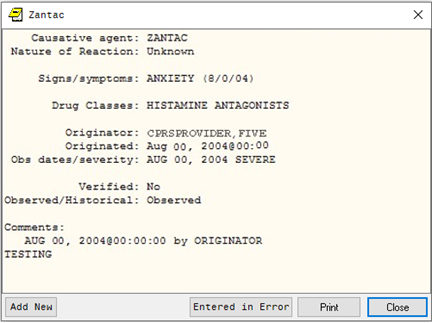 Zantac
Causative agent: ZANTAC
Nature of Reaction: Unknown
Signs/symptoms: ANXIETY (8/0/04)
Drug Classes: HISTAMINE ANTAGONISTS
Originator: CPRSPROVIDER,FIVE
Originated: Aug 00, 2004@00:00
Obs dates/severity: AUG 00, 2004 SEVERE
Verified: No
Observed/Historical: Observed
Comments:
AUG 00, 2004@00:00:00 by ORIGINATOR
TESTING
Add New Entered in Error Print Close